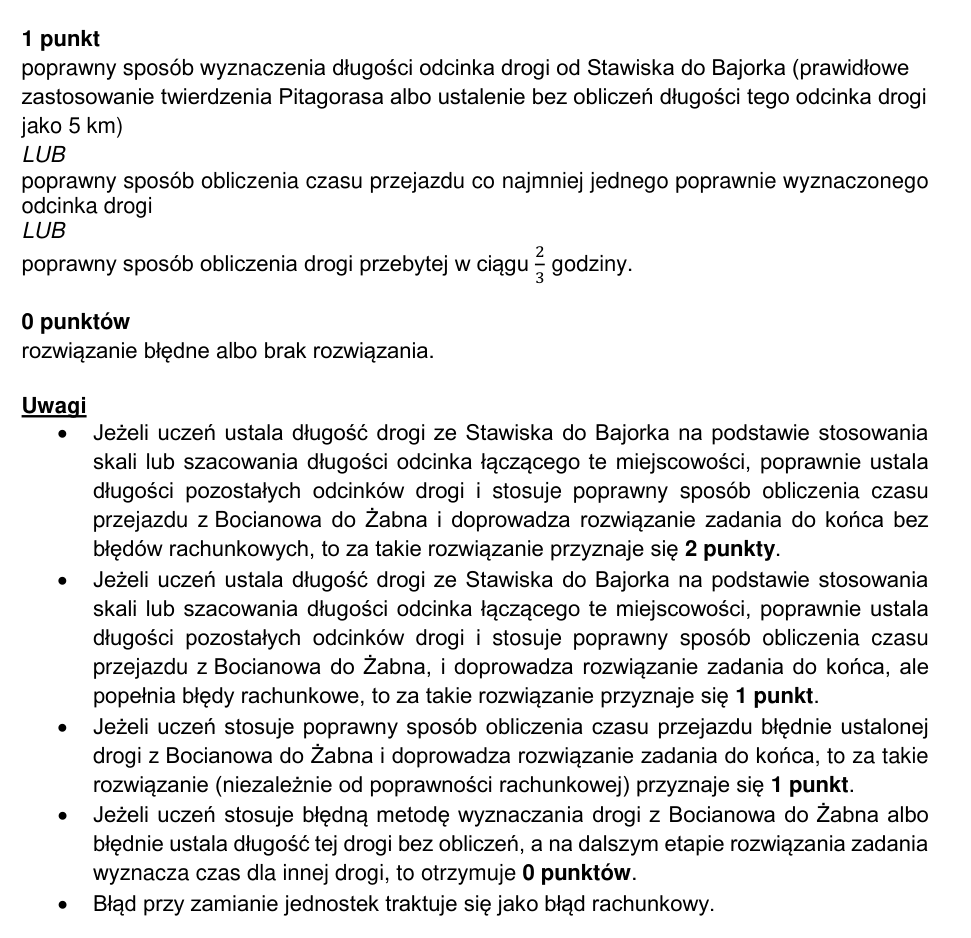 1 punkt
poprawny sposób wyznaczenia długości odcinka drogi od Stawiska do Bajorka (prawidłowe
zastosowanie twierdzenia Pitagorasa albo ustalenie bez obliczeń długości tego odcinka drogi
jako 5 km)
LUB
poprawny sposób obliczenia czasu przejazdu co najmniej jednego poprawnie wyznaczonego
odcinka drogi
LUB
poprawny sposób obliczenia drogi przebytej w ciągu 2/3 godziny.
0 punktów
rozwiązanie błędne albo brak rozwiązania.
Uwagi
• Jeżeli uczeń ustala długość drogi ze Stawiska do Bajorka na podstawie stosowania
skali lub szacowania długości odcinka łączącego te miejscowości, poprawnie ustala
długości pozostałych odcinków drogi i stosuje poprawny sposób obliczenia czasu
przejazdu z Bocianowa do Żabna i doprowadza rozwiązanie zadania do końca bez
błędów rachunkowych, to za takie rozwiązanie przyznaje się 2 punkty.
• Jeżeli uczeń ustala długość drogi ze Stawiska do Bajorka na podstawie stosowania
skali lub szacowania długości odcinka łączącego te miejscowości, poprawnie ustala
długości pozostałych odcinków drogi i stosuje poprawny sposób obliczenia czasu
przejazdu z Bocianowa do Żabna, i doprowadza rozwiązanie zadania do końca, ale
popełnia błędy rachunkowe, to za takie rozwiązanie przyznaje się 1 punkt.
• Jeżeli uczeń stosuje poprawny sposób obliczenia czasu przejazdu błędnie ustalonej
drogi z Bocianowa do Żabna i doprowadza rozwiązanie zadania do końca, to za takie
rozwiązanie (niezależnie od poprawności rachunkowej) przyznaje się 1 punkt.
• Jeżeli uczeń stosuje błędną metodę wyznaczania drogi z Bocianowa do Żabna albo
błędnie ustala długość tej drogi bez obliczeń, a na dalszym etapie rozwiązania zadania
wyznacza czas dla innej drogi, to otrzymuje 0 punktów.
• Błąd przy zamianie jednostek traktuje się jako błąd rachunkowy.